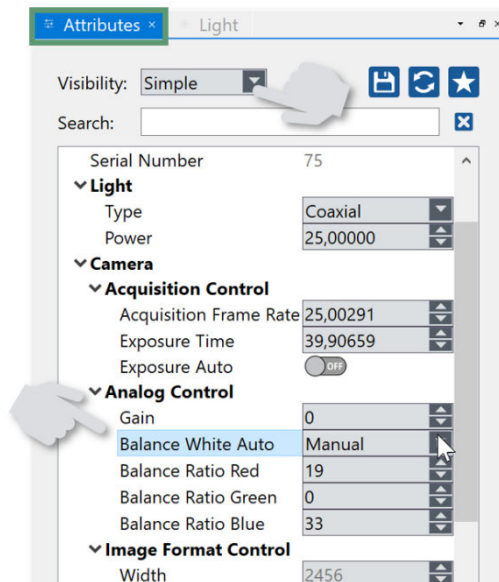 Attributes × Light
Visibility: Simple
Search:
Serial Number 75
Light
Type Coaxial
Power 25,00000
Camera
Acquisition Control
Acquisition Frame Rate 25,00291
Exposure Time 39,90659
Exposure Auto OFF
Analog Control
Gain 0
Balance White Auto Manual
Balance Ratio Red 19
Balance Ratio Green 0
Balance Ratio Blue 33
Image Format Control
Width 2456